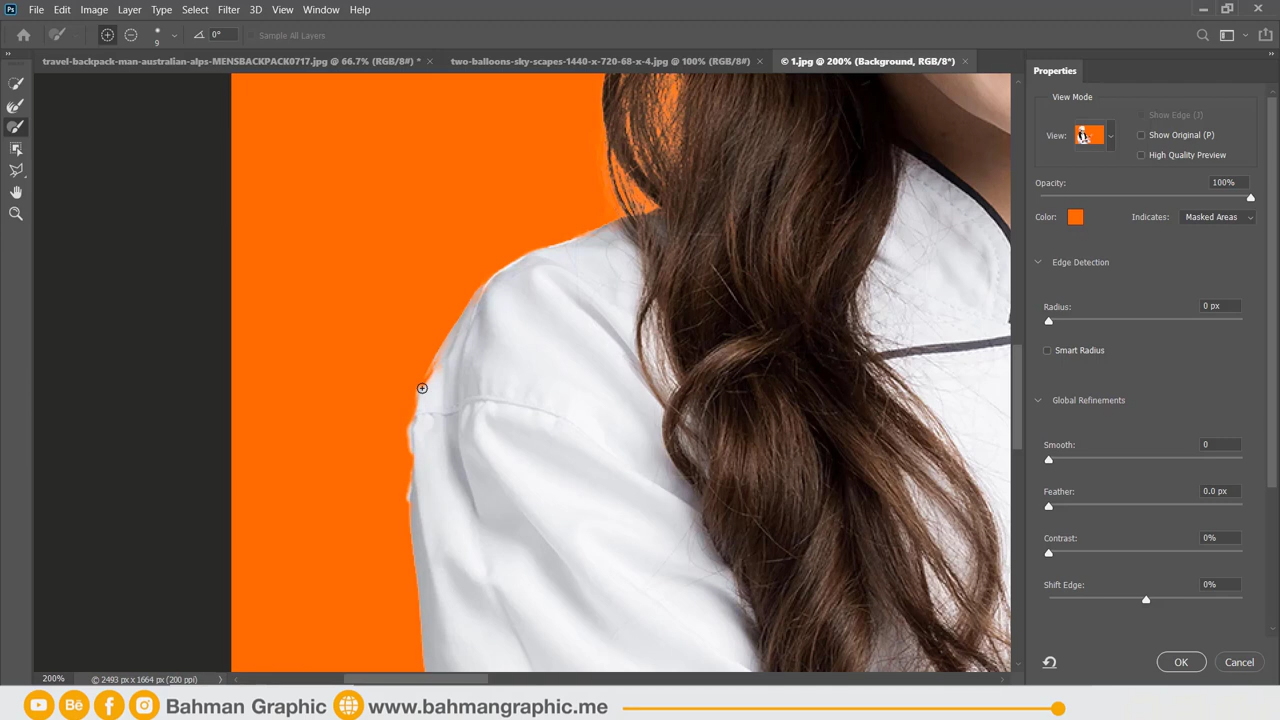 Ps File Edit Image Layer Type Select Filter 3D View Window Help
9 0° Sample All Layers
travel-backpack-man-australian-alps-MENSBACKPACK0717.jpg @ 66.7% (RGB/8#) * × two-balloons-sky-scapes-1440-x-720-68-x-4.jpg @ 100% (RGB/8#) × © 1.jpg @ 200% (Background, RGB/8*) ×
Properties
View Mode
Show Edge (J)
View:
Show Original (P)
High Quality Preview
Opacity: 100%
Color: Indicates: Masked Areas
Edge Detection
Radius: 0 px
Smart Radius
Global Refinements
Smooth: 0
Feather: 0.0 px
Contrast: 0%
Shift Edge: 0%
OK Cancel
200% © 2493 px x 1664 px (200 ppi)
Bē Bahman Graphic www.bahmangraphic.me